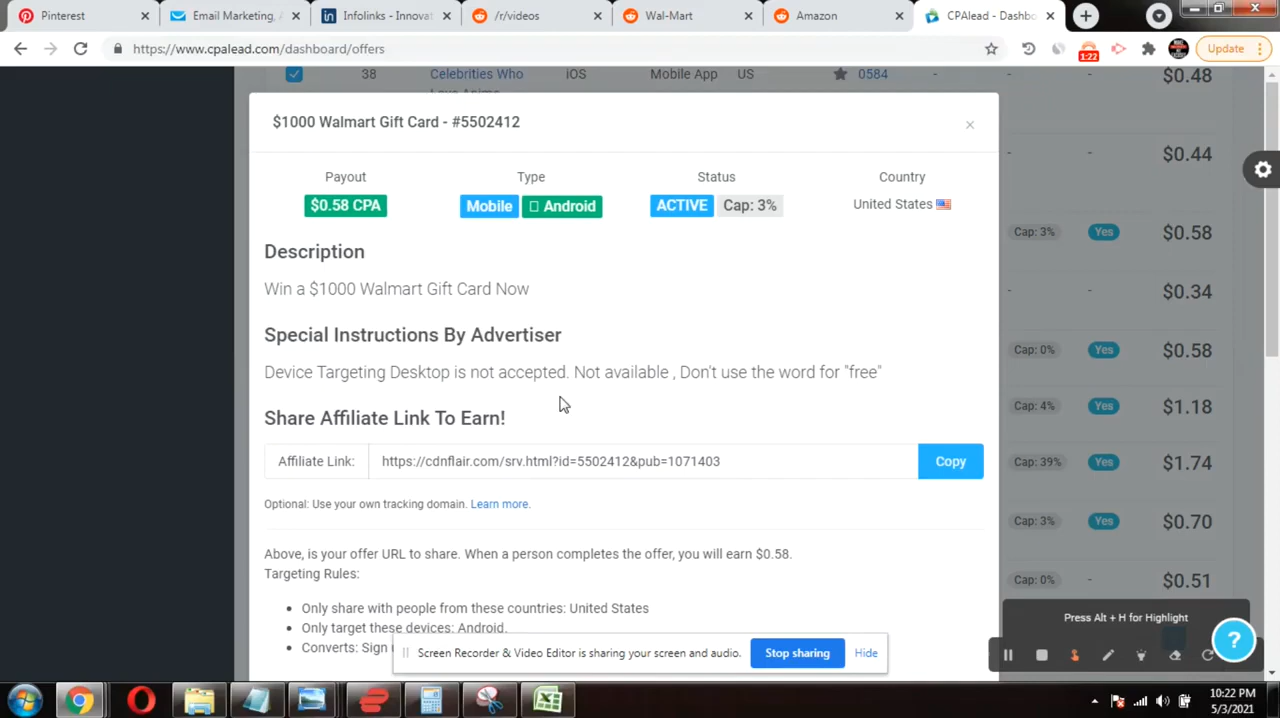 Pinterest
Email Marketing, A
Infolinks - Innovat
/r/videos
Wal-Mart
Amazon
CPAlead - Dashbo
https://www.cpalead.com/dashboard/offers
1:22
Update
38 Celebrities Who iOS Mobile App US 0584 - - $0.48
$1000 Walmart Gift Card - #5502412
- - $0.44
Payout Type Status Country
$0.58 CPA Mobile Android ACTIVE Cap: 3% United States
Cap: 3% Yes $0.58
Description
Win a $1000 Walmart Gift Card Now
- - $0.34
Special Instructions By Advertiser
Cap: 0% Yes $0.58
Device Targeting Desktop is not accepted. Not available , Don't use the word for "free"
Cap: 4% Yes $1.18
Share Affiliate Link To Earn!
Affiliate Link: https://cdnflair.com/srv.html?id=5502412&pub=1071403 Copy
Cap: 39% Yes $1.74
Optional: Use your own tracking domain. Learn more.
Cap: 3% Yes $0.70
Above, is your offer URL to share. When a person completes the offer, you will earn $0.58.
Targeting Rules:
Cap: 0% - $0.51
• Only share with people from these countries: United States
• Only target these devices: Android.
• Converts: Sign
Press Alt + H for Highlight
Screen Recorder & Video Editor is sharing your screen and audio. Stop sharing Hide
?
10:22 PM
5/3/2021